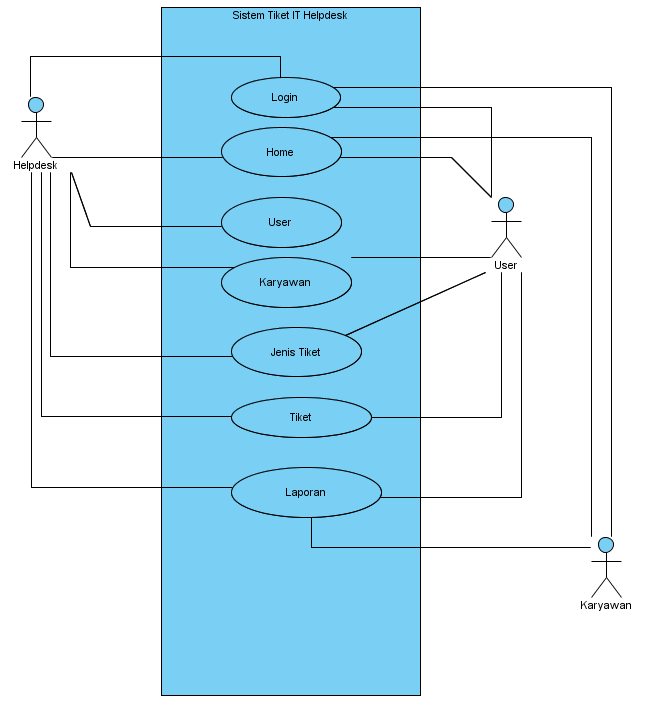 Sistem Tiket IT Helpdesk
Login
Home
Helpdesk
User
User
Karyawan
Jenis Tiket
Tiket
Laporan
Karyawan